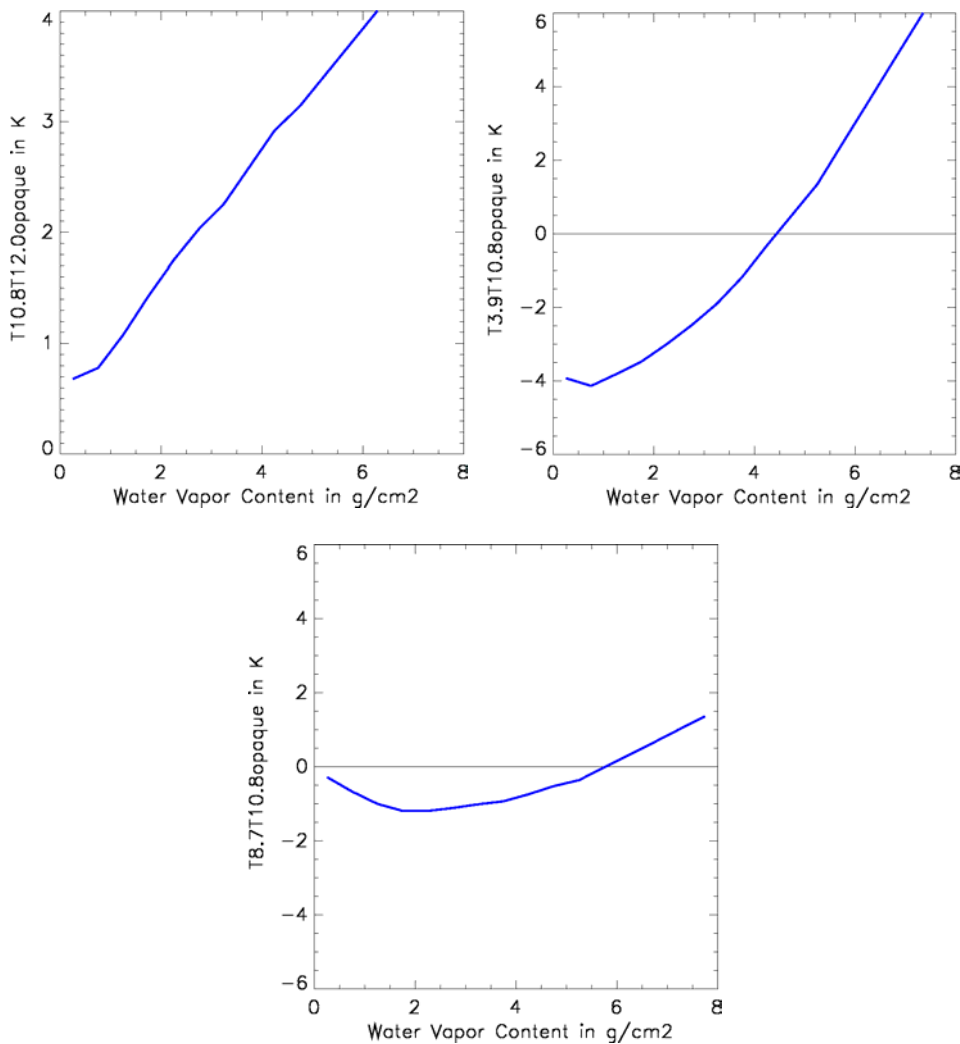 T10.8T12.0opaque in K
4
3
2
1
0
0 2 4 6 8
Water Vapor Content in g/cm2
T3.9T10.8opaque in K
6
4
2
0
−2
−4
−6
0 2 4 6 8
Water Vapor Content in g/cm2
T8.7T10.8opaque in K
6
4
2
0
−2
−4
−6
0 2 4 6 8
Water Vapor Content in g/cm2